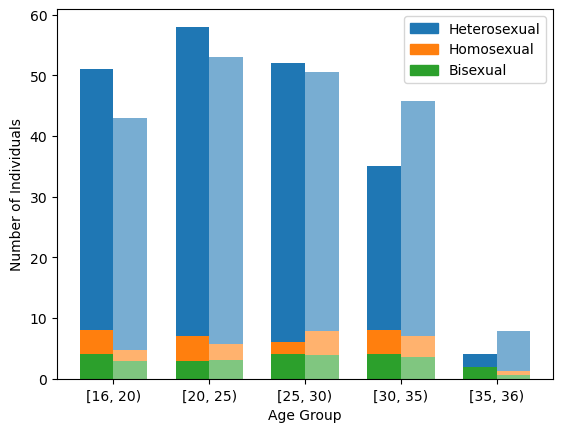 60
50
40
30
20
10
0
Number of Individuals
Heterosexual
Homosexual
Bisexual
[16, 20) [20, 25) [25, 30) [30, 35) [35, 36)
Age Group